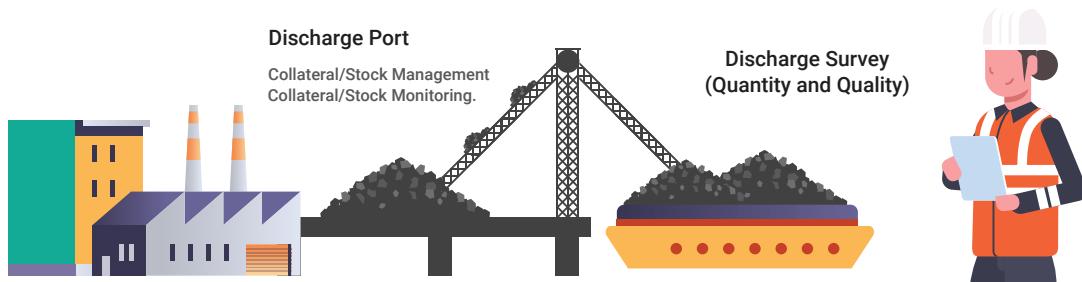 Discharge Port
Collateral/Stock Management
Collateral/Stock Monitoring.
Discharge Survey
(Quantity and Quality)